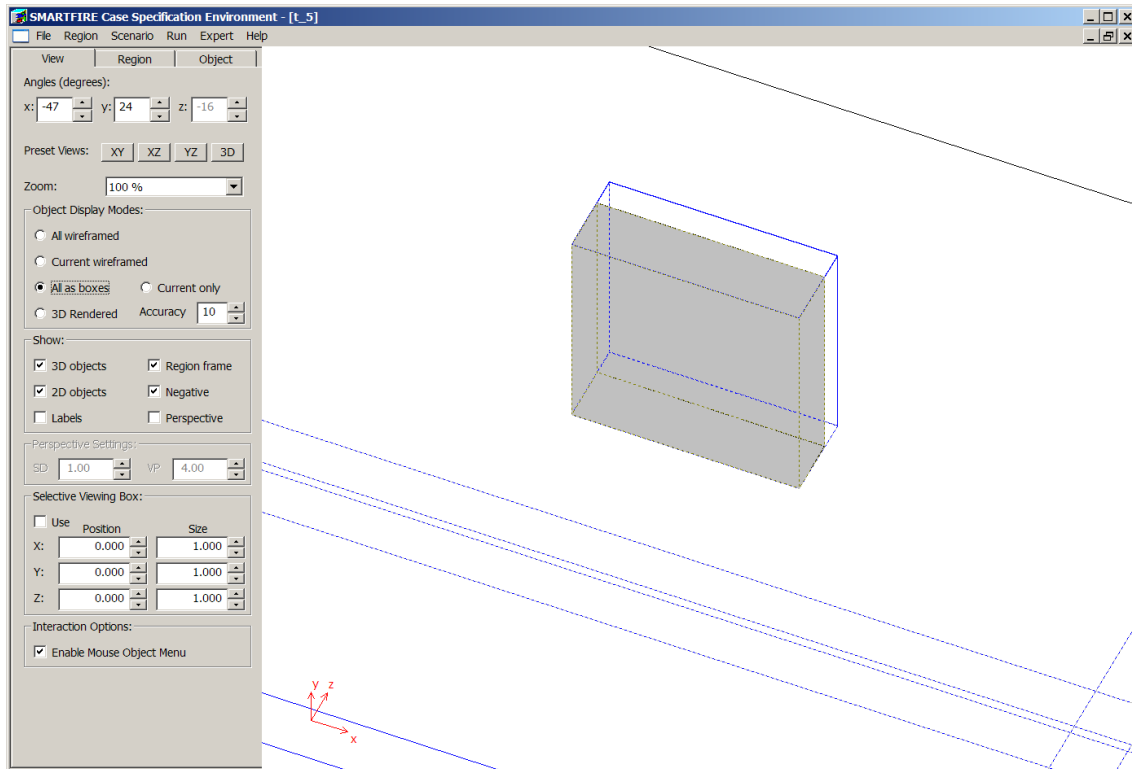 SMARTFIRE Case Specification Environment - [t_5]
File Region Scenario Run Expert Help
View Region Object
Angles (degrees):
x: -47 y: 24 z: -16
Preset Views: XY XZ YZ 3D
Zoom: 100 %
Object Display Modes:
All wireframed
Current wireframed
All as boxes Current only
3D Rendered Accuracy 10
Show:
3D objects Region frame
2D objects Negative
Labels Perspective
Perspective Settings:
SD 1.00 VP 4.00
Selective Viewing Box:
Use Position Size
X: 0.000 1.000
Y: 0.000 1.000
Z: 0.000 1.000
Interaction Options:
Enable Mouse Object Menu
y z
x